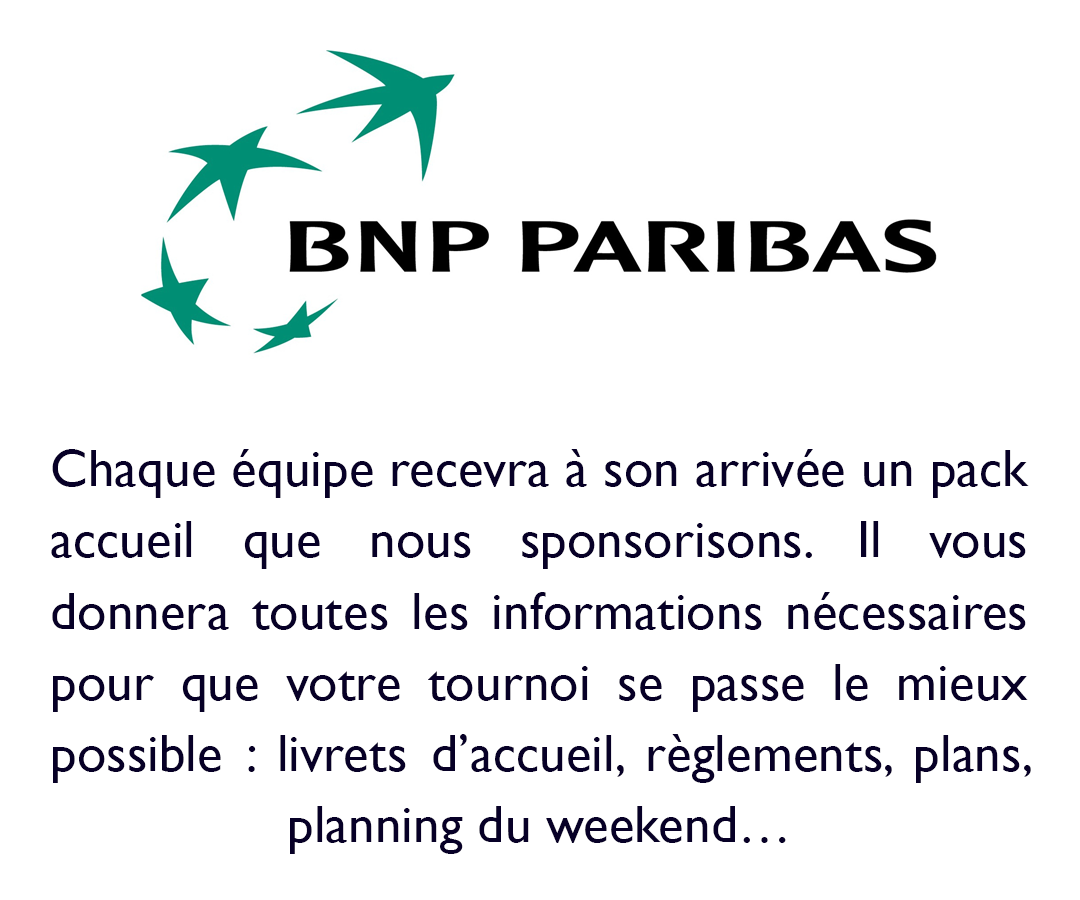 BNP PARIBAS
Chaque équipe recevra à son arrivée un pack
accueil que nous sponsorisons. Il vous
donnera toutes les informations nécessaires
pour que votre tournoi se passe le mieux
possible : livrets d’accueil, règlements, plans,
planning du weekend…